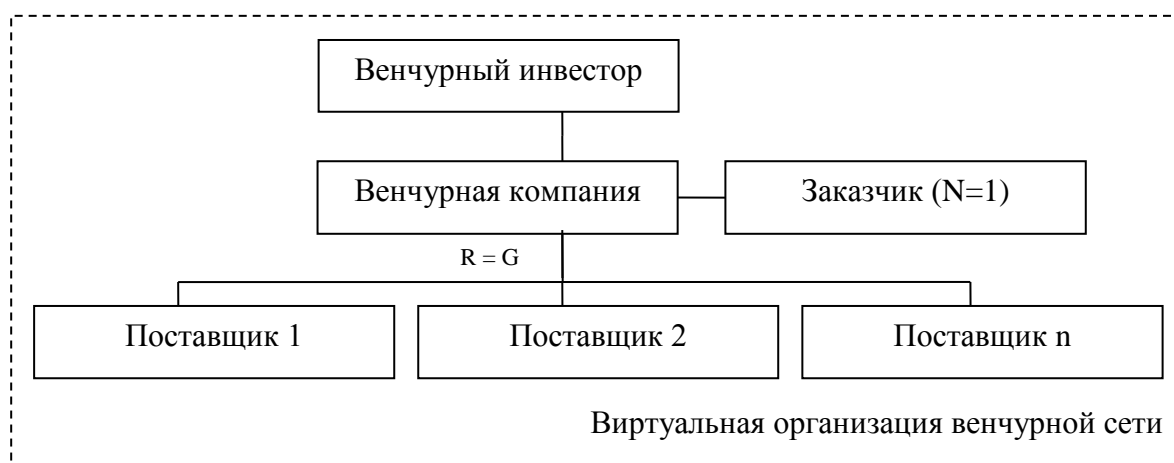 Венчурный инвестор
Венчурная компания
Заказчик (N=1)
R = G
Поставщик 1
Поставщик 2
Поставщик n
Виртуальная организация венчурной сети